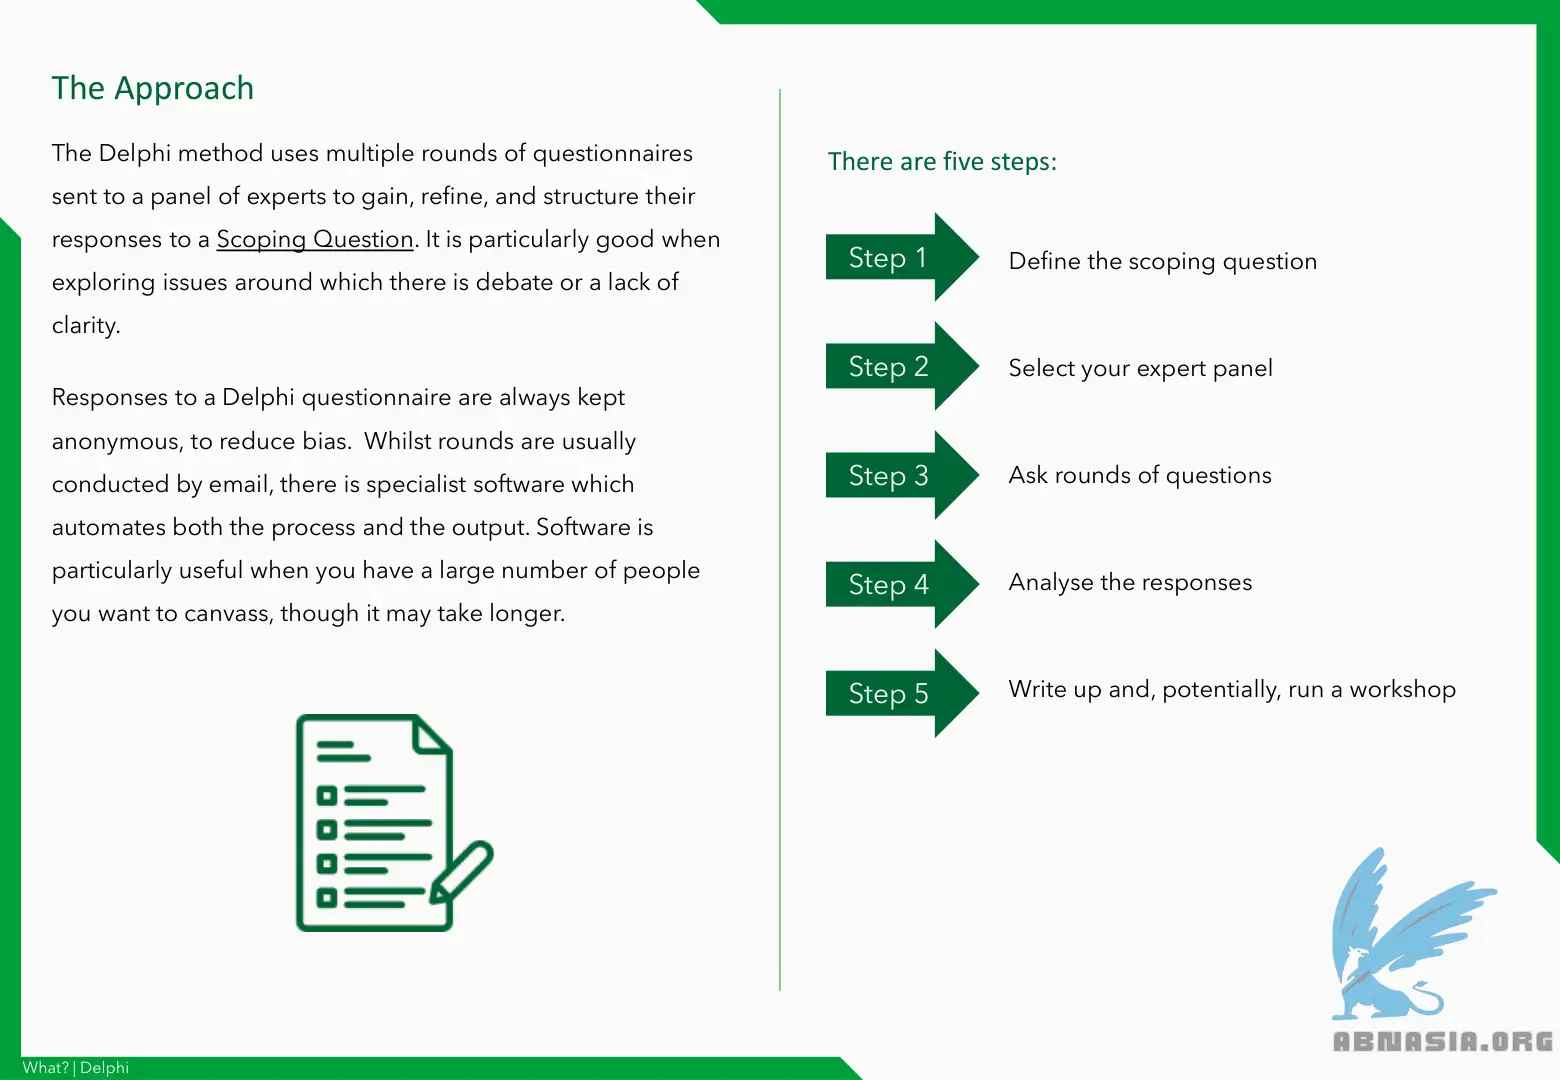 The Approach
The Delphi method uses multiple rounds of questionnaires
sent to a panel of experts to gain, refine, and structure their
responses to a Scoping Question. It is particularly good when
exploring issues around which there is debate or a lack of
clarity.
Responses to a Delphi questionnaire are always kept
anonymous, to reduce bias.  Whilst rounds are usually
conducted by email, there is specialist software which
automates both the process and the output. Software is
particularly useful when you have a large number of people
you want to canvass, though it may take longer.
There are five steps:
Step 1 Define the scoping question
Step 2 Select your expert panel
Step 3 Ask rounds of questions
Step 4 Analyse the responses
Step 5 Write up and, potentially, run a workshop
ABNASIA.ORG
What? | Delphi